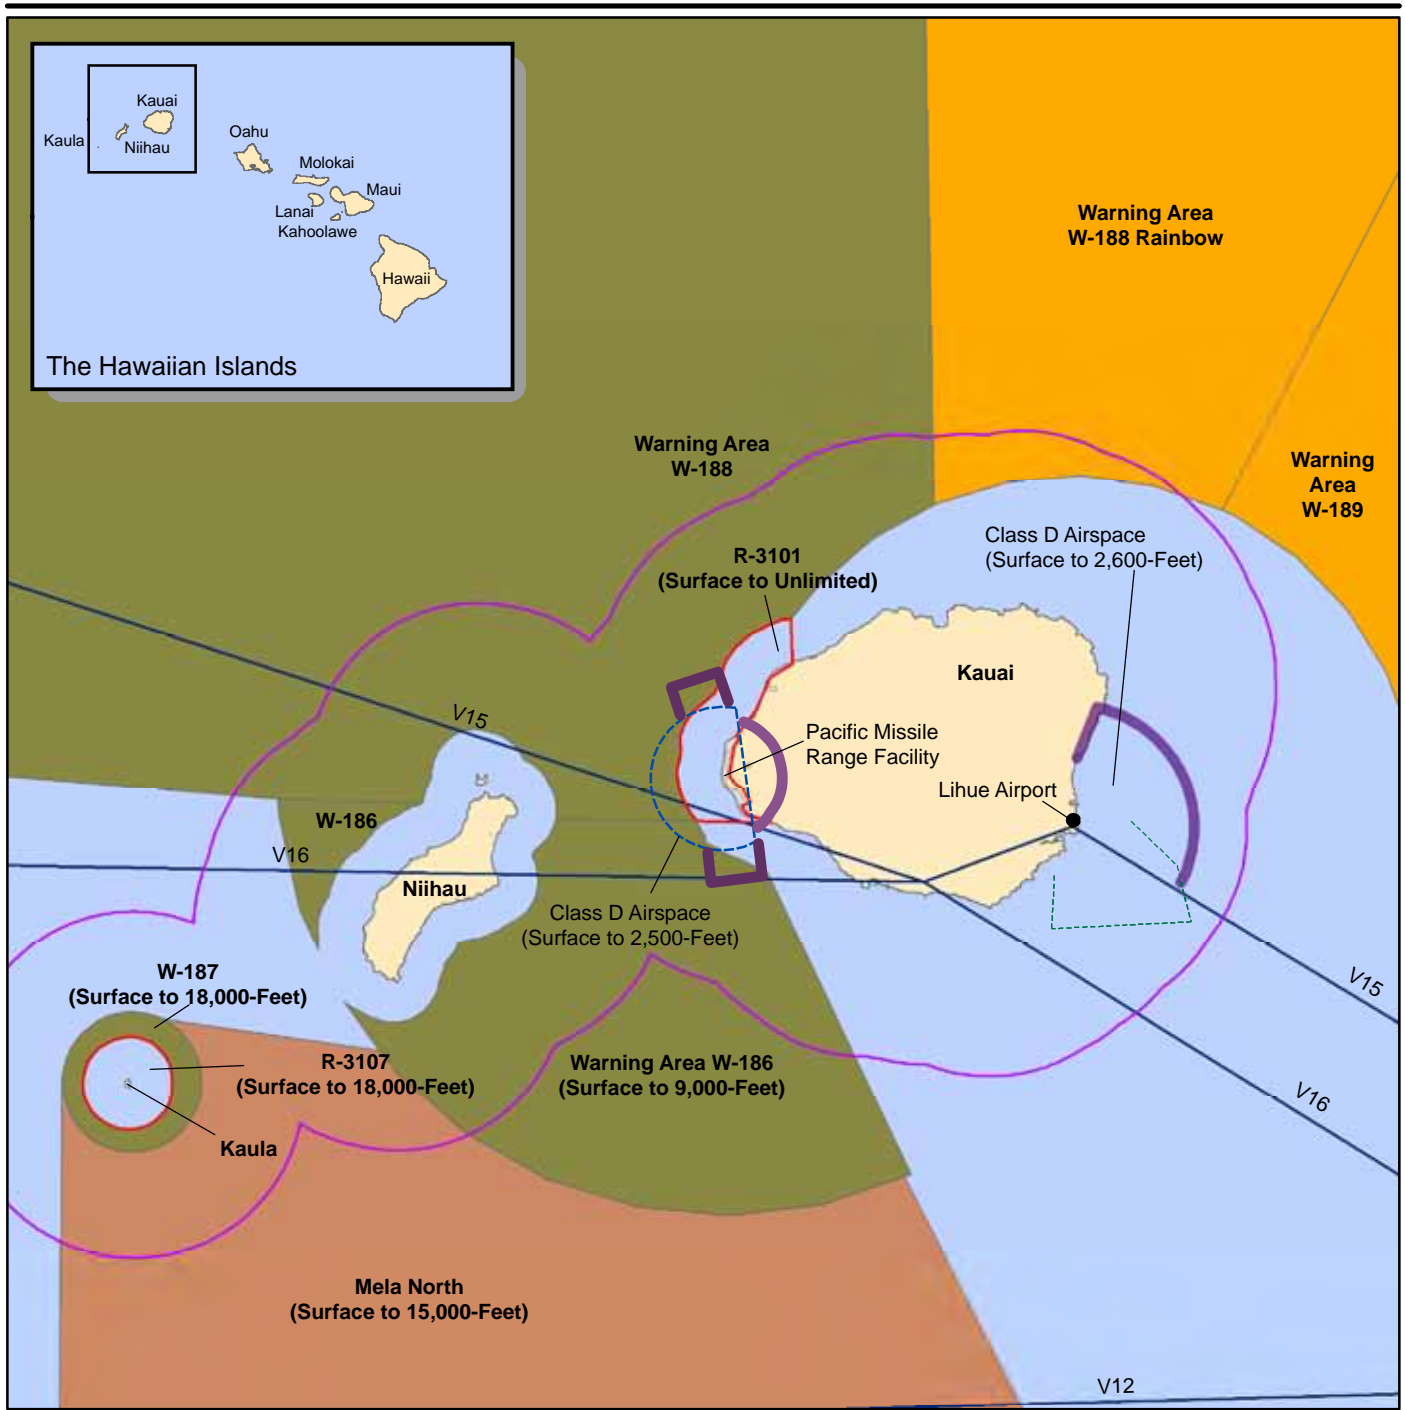 Kauai
Kaula
Niihau
Oahu
Molokai
Maui
Lanai
Kahoolawe
Hawaii
The Hawaiian Islands
Warning Area
W-188 Rainbow
Warning Area
W-188
Warning
Area
W-189
Class D Airspace
(Surface to 2,600-Feet)
R-3101
(Surface to Unlimited)
Kauai
V15
Pacific Missile
Range Facility
Lihue Airport
W-186
V16
Niihau
Class D Airspace
(Surface to 2,500-Feet)
W-187
(Surface to 18,000-Feet)
V15
R-3107
(Surface to 18,000-Feet)
Warning Area W-186
(Surface to 9,000-Feet)
V16
Kaula
Mela North
(Surface to 15,000-Feet)
V12